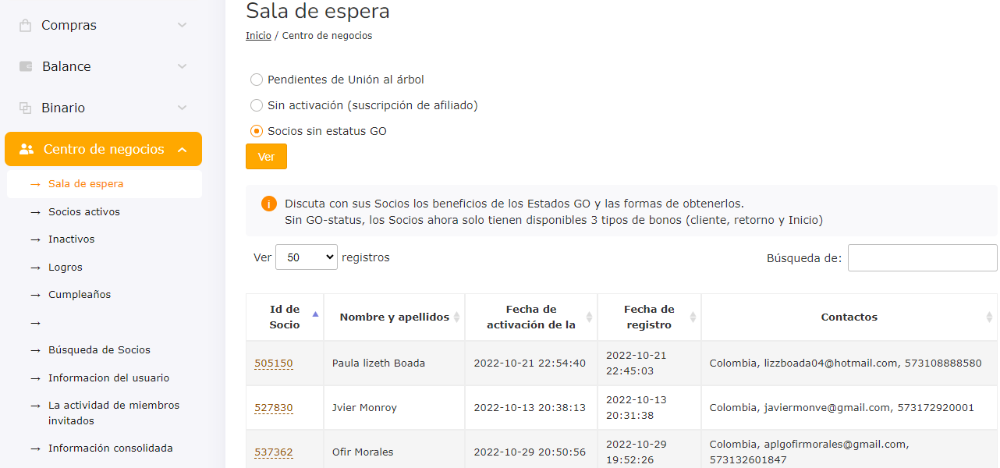 Compras
Balance
Binario
Centro de negocios
→ Sala de espera
→ Socios activos
→ Inactivos
→ Logros
→ Cumpleaños
→
→ Búsqueda de Socios
→ Informacion del usuario
→ La actividad de miembros
invitados
→ Información consolidada
Sala de espera
Inicio / Centro de negocios
Pendientes de Unión al árbol
Sin activación (suscripción de afiliado)
Socios sin estatus GO
Ver
Discuta con sus Socios los beneficios de los Estados GO y las formas de obtenerlos.
Sin GO-status, los Socios ahora solo tienen disponibles 3 tipos de bonos (cliente, retorno y Inicio)
Ver 50 registros
Búsqueda de:
Id de Socio Nombre y apellidos Fecha de activación de la Fecha de registro Contactos
505150 Paula lizeth Boada 2022-10-21 22:54:40 2022-10-21 22:45:03 Colombia, lizzboada04@hotmail.com, 573108888580
527830 Jvier Monroy 2022-10-13 20:38:13 2022-10-13 20:31:38 Colombia, javiermonve@gmail.com, 573172920001
537362 Ofir Morales 2022-10-29 20:50:56 2022-10-29 19:52:26 Colombia, aplgofirmorales@gmail.com, 573132601847